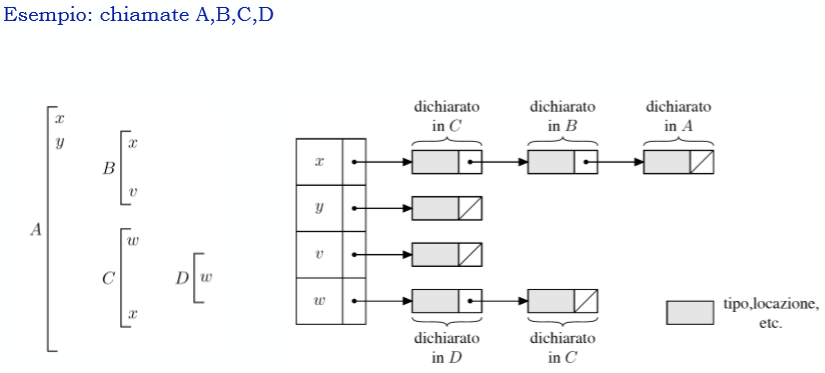 Esempio: chiamate A,B,C,D
A
x
y
B
x
v
C
w
x
D
w
dichiarato
in C
dichiarato
in B
dichiarato
in A
x
y
v
w
dichiarato
in D
dichiarato
in C
tipo,locazione,
etc.